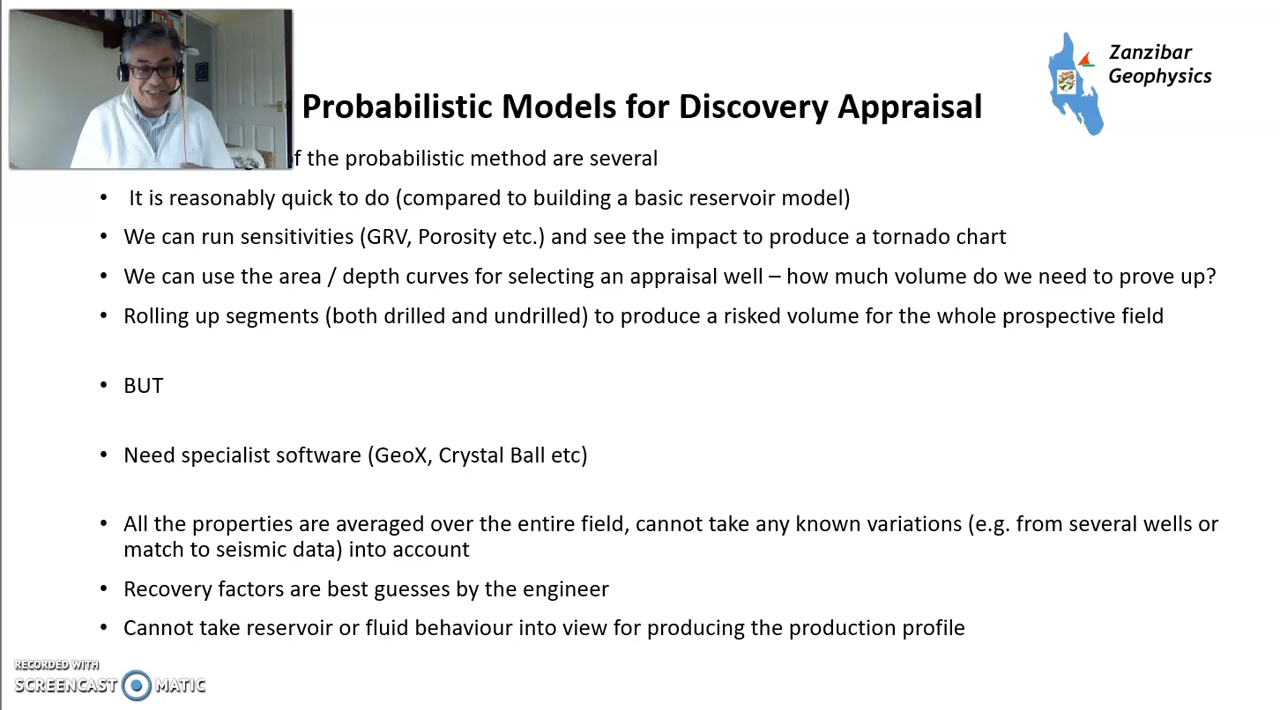 Zanzibar
Geophysics
Probabilistic Models for Discovery Appraisal
of the probabilistic method are several
• It is reasonably quick to do (compared to building a basic reservoir model)
• We can run sensitivities (GRV, Porosity etc.) and see the impact to produce a tornado chart
• We can use the area / depth curves for selecting an appraisal well – how much volume do we need to prove up?
• Rolling up segments (both drilled and undrilled) to produce a risked volume for the whole prospective field
• BUT
• Need specialist software (GeoX, Crystal Ball etc)
• All the properties are averaged over the entire field, cannot take any known variations (e.g. from several wells or
match to seismic data) into account
• Recovery factors are best guesses by the engineer
• Cannot take reservoir or fluid behaviour into view for producing the production profile
RECORDED WITH
SCREENCAST MATIC